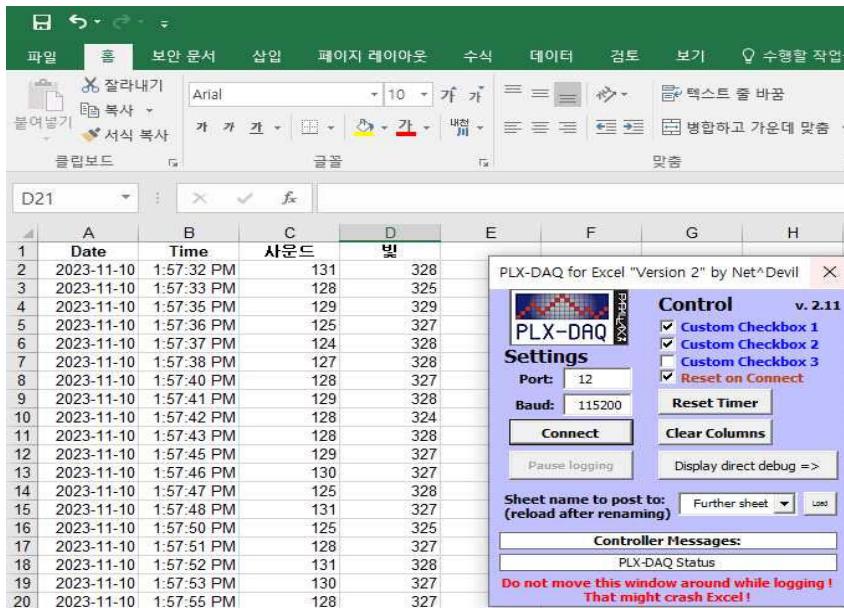 파일 홈 보안 문서 삽입 페이지 레이아웃 수식 데이터 검토 보기 수행할 작업
붙여넣기
잘라내기
복사
서식 복사
클립보드
Arial 10 가 가
가 가 가 가 내천
글꼴
텍스트 줄 바꿈
병합하고 가운데 맞춤
맞춤
D21 fx
A B C D E F G H
1 Date Time 사운드 빛
2 2023-11-10 1:57:32 PM 131 328
3 2023-11-10 1:57:33 PM 128 325
4 2023-11-10 1:57:35 PM 129 329
5 2023-11-10 1:57:36 PM 125 327
6 2023-11-10 1:57:37 PM 124 328
7 2023-11-10 1:57:38 PM 127 328
8 2023-11-10 1:57:40 PM 128 327
9 2023-11-10 1:57:41 PM 129 328
10 2023-11-10 1:57:42 PM 128 324
11 2023-11-10 1:57:43 PM 128 328
12 2023-11-10 1:57:45 PM 129 327
13 2023-11-10 1:57:46 PM 130 327
14 2023-11-10 1:57:47 PM 125 328
15 2023-11-10 1:57:48 PM 131 327
16 2023-11-10 1:57:50 PM 125 325
17 2023-11-10 1:57:51 PM 128 327
18 2023-11-10 1:57:52 PM 131 328
19 2023-11-10 1:57:53 PM 130 327
20 2023-11-10 1:57:55 PM 128 327
PLX-DAQ for Excel "Version 2" by Net^Devil
PLX-DAQ
PARALLAX
Control v. 2.11
Custom Checkbox 1
Custom Checkbox 2
Custom Checkbox 3
Reset on Connect
Settings
Port: 12
Baud: 115200
Reset Timer
Connect
Clear Columns
Pause logging
Display direct debug =>
Sheet name to post to:
(reload after renaming)
Further sheet
Load
Controller Messages:
PLX-DAQ Status
Do not move this window around while logging !
That might crash Excel !